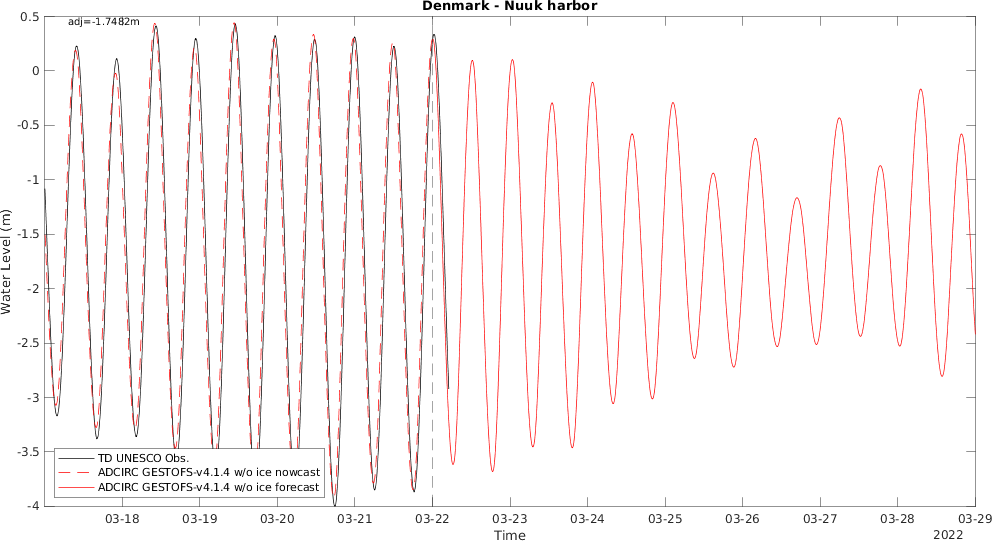 Denmark - Nuuk harbor
adj=-1.7482m
0.5
0
-0.5
-1
-1.5
-2
-2.5
-3
-3.5
-4
Water Level (m)
TD UNESCO Obs.
ADCIRC GESTOFS-v4.1.4 w/o ice nowcast
ADCIRC GESTOFS-v4.1.4 w/o ice forecast
03-18 03-19 03-20 03-21 03-22 03-23 03-24 03-25 03-26 03-27 03-28 03-29
Time
2022